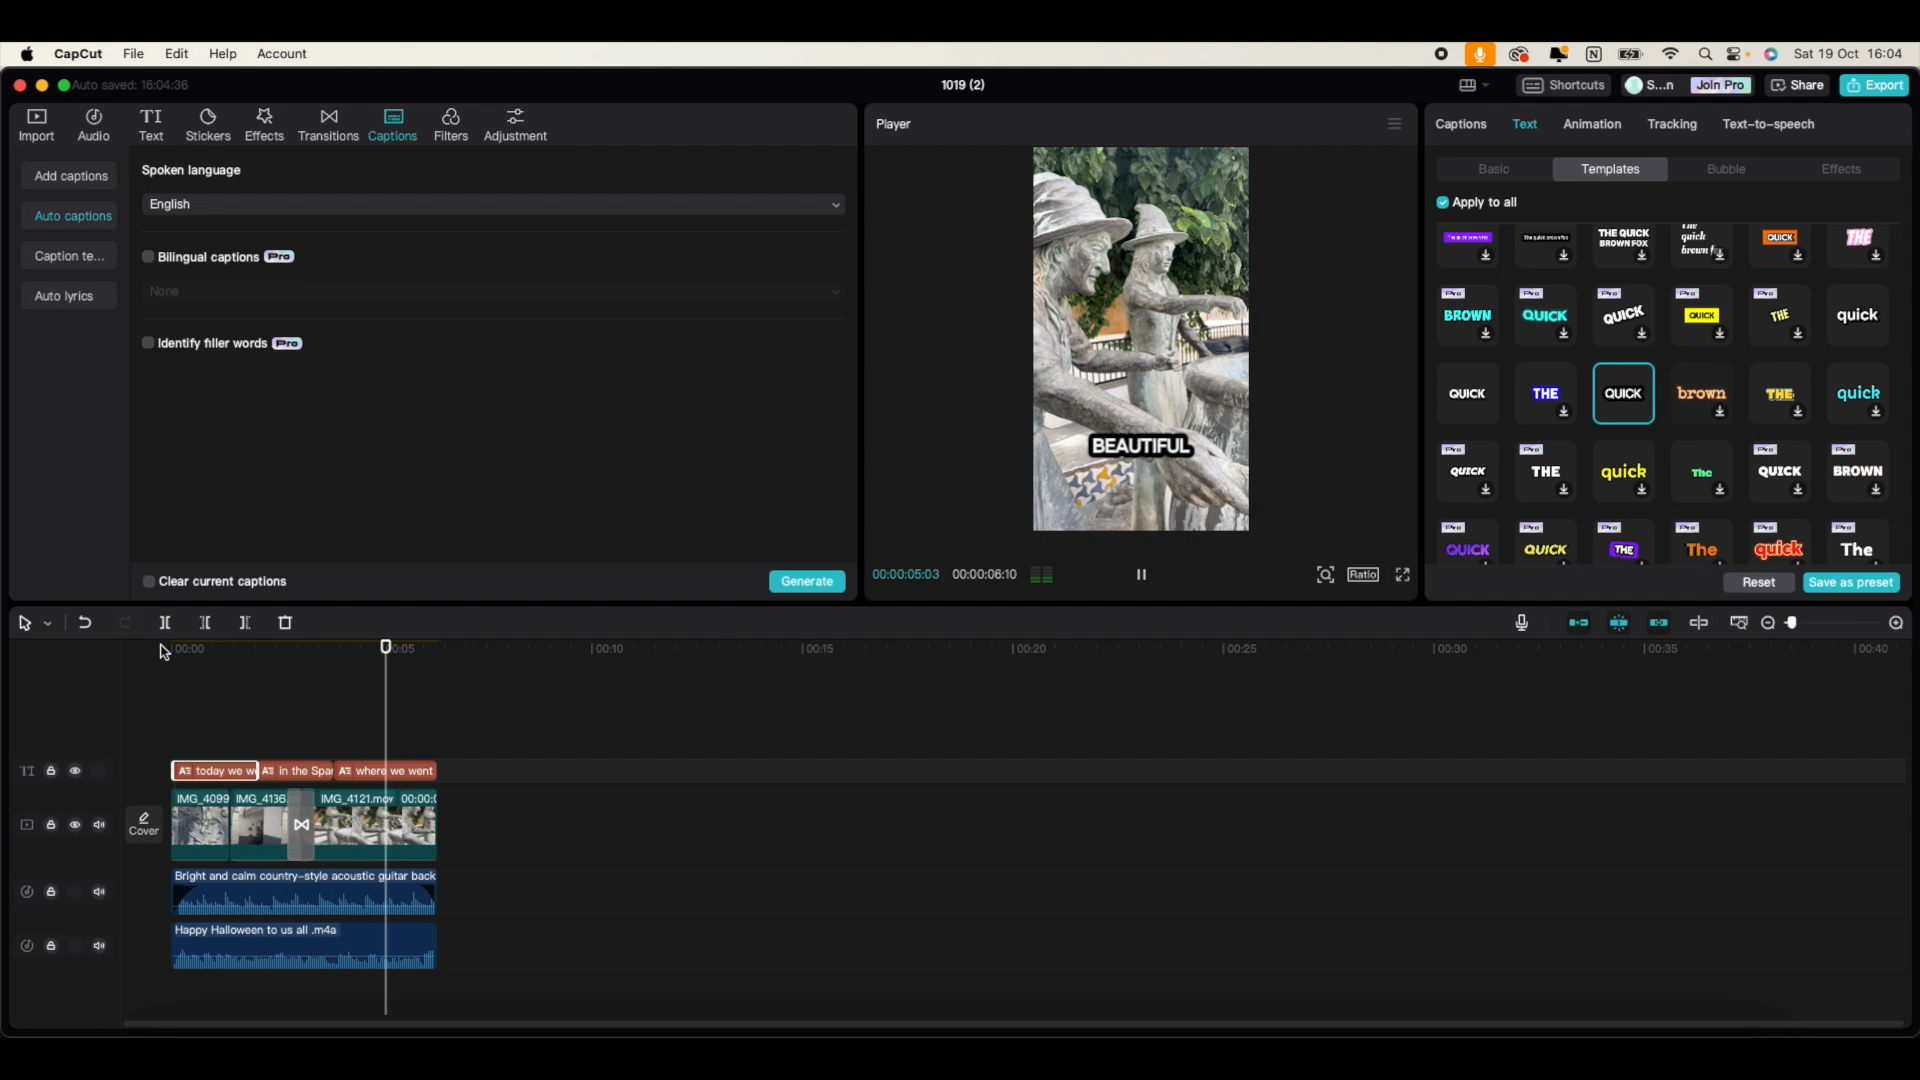 CapCut File Edit Help Account
Sat 19 Oct 16:04
Auto saved: 16:04:36
1019 (2)
Shortcuts
S...n
Join Pro
Share
Export
Import
Audio
TI
Text
Stickers
Effects
Transitions
Captions
Filters
Adjustment
Add captions
Auto captions
Caption te...
Auto lyrics
Spoken language
English
Bilingual captions Pro
None
Identify filler words Pro
Clear current captions
Generate
Player
BEAUTIFUL
00:00:05:03 00:00:06:10
Ratio
Captions Text Animation Tracking Text-to-speech
Basic Templates Bubble Effects
Apply to all
The quick brown fox
THE QUICK
BROWN FOX
quick
brown fox
QUICK
THE
Pro Pro Pro Pro Pro
BROWN QUICK QUICK QUICK THE quick
QUICK THE QUICK brown THE quick
Pro Pro Pro Pro
QUICK THE quick The QUICK BROWN
Pro Pro Pro Pro Pro Pro
QUICK QUICK THE The quick The
Reset
Save as preset
00:00 00:05 00:10 00:15 00:20 00:25 00:30 00:35 00:40
TI
today we w
in the Spa
where we went
Cover
IMG_4099 IMG_4136 IMG_4121.mov 00:00:0
Bright and calm country-style acoustic guitar back
Happy Halloween to us all .m4a